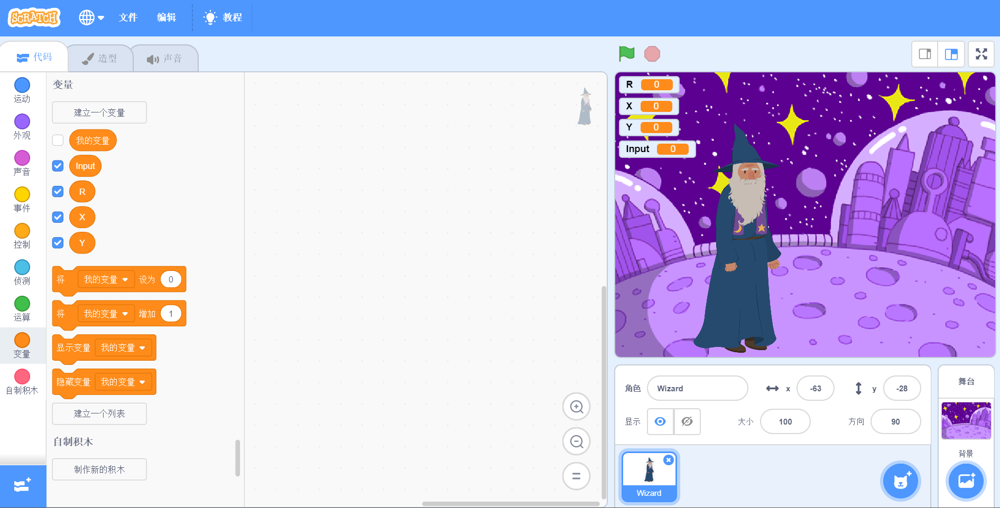 SCRATCH
文件
编辑
教程
代码
造型
声音
运动
外观
声音
事件
控制
侦测
运算
变量
自制积木
变量
建立一个变量
我的变量
Input
R
X
Y
将 我的变量 设为 0
将 我的变量 增加 1
显示变量 我的变量
隐藏变量 我的变量
建立一个列表
自制积木
制作新的积木
R 0
X 0
Y 0
Input 0
角色 Wizard x -63 y -28
显示 大小 100 方向 90
Wizard
舞台
背景